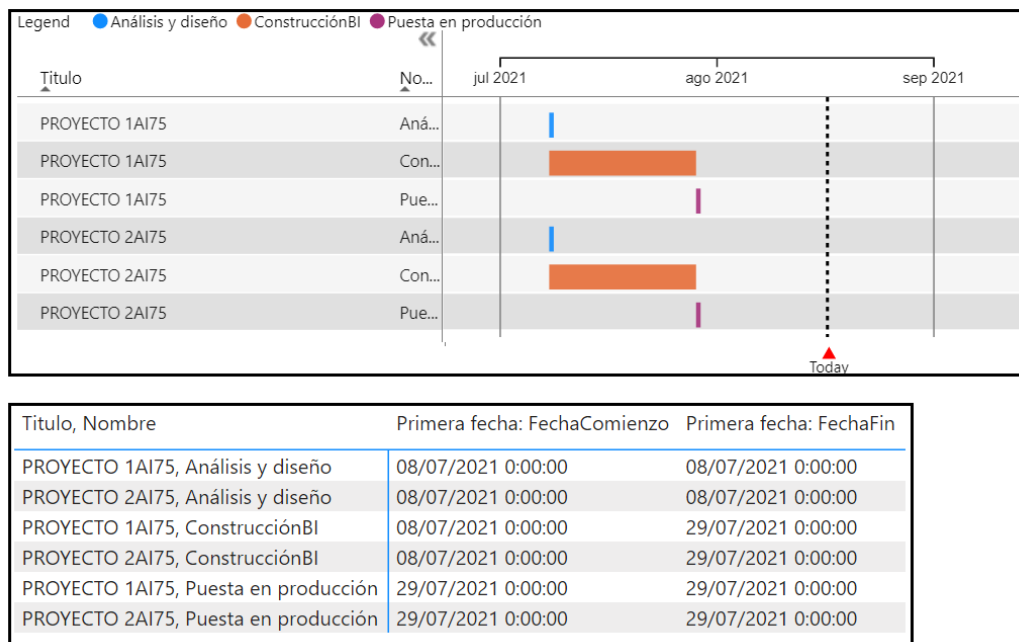 Legend Análisis y diseño ConstrucciónBI Puesta en producción
Titulo No... jul 2021 ago 2021 sep 2021
PROYECTO 1AI75 Aná...
PROYECTO 1AI75 Con...
PROYECTO 1AI75 Pue...
PROYECTO 2AI75 Aná...
PROYECTO 2AI75 Con...
PROYECTO 2AI75 Pue...
Today
Titulo, Nombre Primera fecha: FechaComienzo Primera fecha: FechaFin
PROYECTO 1AI75, Análisis y diseño 08/07/2021 0:00:00 08/07/2021 0:00:00
PROYECTO 2AI75, Análisis y diseño 08/07/2021 0:00:00 08/07/2021 0:00:00
PROYECTO 1AI75, ConstrucciónBI 08/07/2021 0:00:00 29/07/2021 0:00:00
PROYECTO 2AI75, ConstrucciónBI 08/07/2021 0:00:00 29/07/2021 0:00:00
PROYECTO 1AI75, Puesta en producción 29/07/2021 0:00:00 29/07/2021 0:00:00
PROYECTO 2AI75, Puesta en producción 29/07/2021 0:00:00 29/07/2021 0:00:00